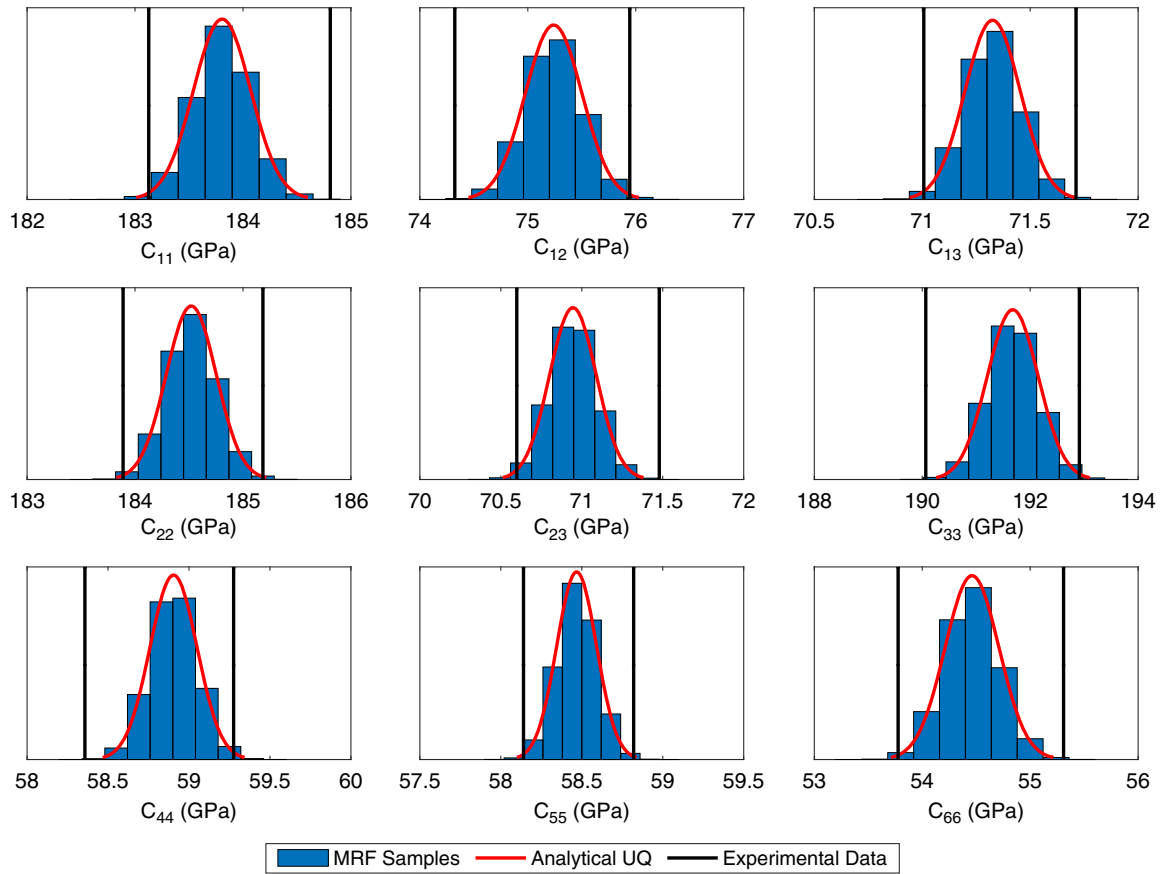 182 183 184 185
C₁₁ (GPa)
74 75 76 77
C₁₂ (GPa)
70.5 71 71.5 72
C₁₃ (GPa)
183 184 185 186
C₂₂ (GPa)
70 70.5 71 71.5 72
C₂₃ (GPa)
188 190 192 194
C₃₃ (GPa)
58 58.5 59 59.5 60
C₄₄ (GPa)
57.5 58 58.5 59 59.5
C₅₅ (GPa)
53 54 55 56
C₆₆ (GPa)
MRF Samples Analytical UQ Experimental Data